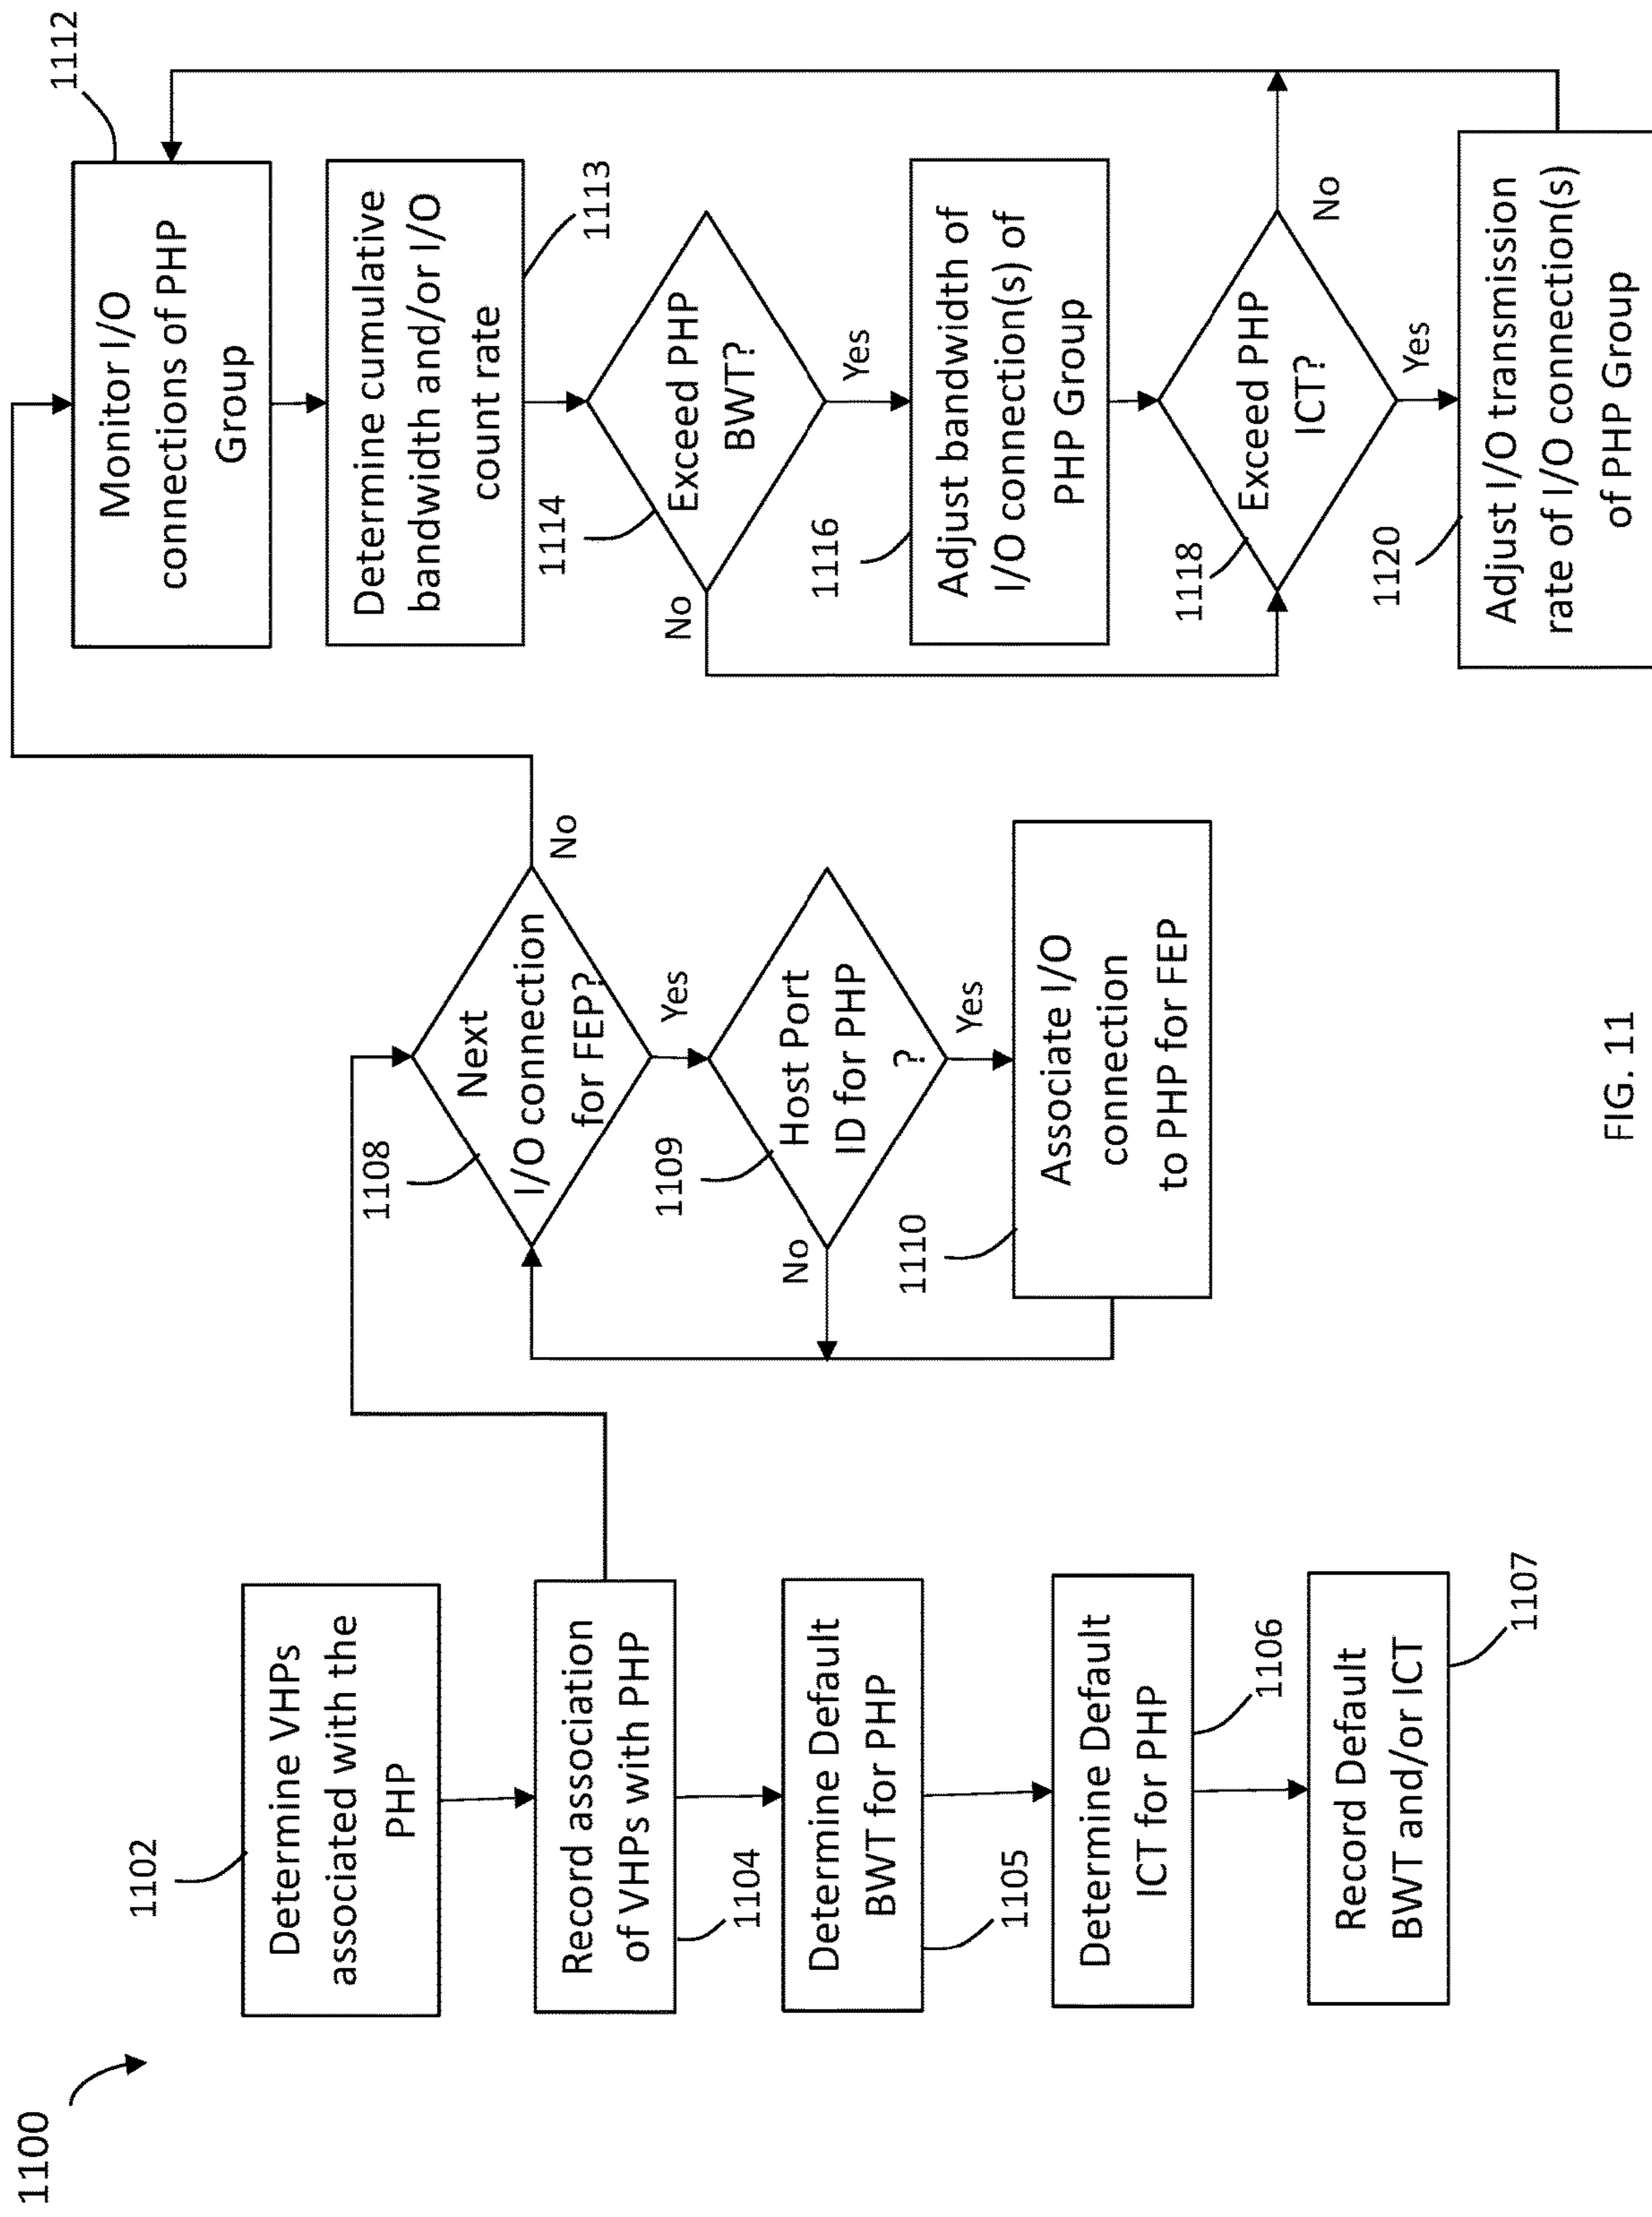 1100
1102
Determine VHPs
associated with the
PHP
Record association
of VHPs with PHP
1104
Determine Default
BWT for PHP
1105
Determine Default
ICT for PHP
1106
Record Default
BWT and/or ICT
1107
1108
Next
I/O connection
for FEP?
No
Yes
1109
Host Port
ID for PHP
?
No
Yes
1110
Associate I/O
connection
to PHP for FEP
1112
Monitor I/O
connections of PHP
Group
Determine cumulative
bandwidth and/or I/O
count rate
1113
1114
Exceed PHP
BWT?
No
Yes
1116
Adjust bandwidth of
I/O connection(s) of
PHP Group
1118
Exceed PHP
ICT?
No
Yes
1120
Adjust I/O transmission
rate of I/O connection(s)
of PHP Group
FIG. 11